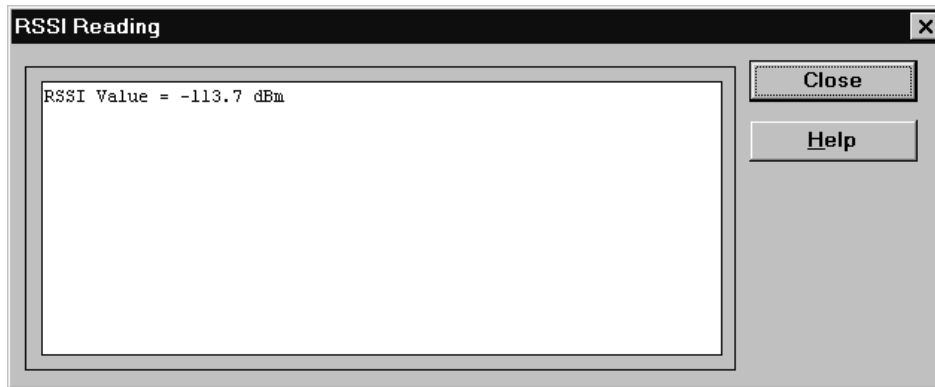 RSSI Reading
RSSI Value = -113.7 dBm
Close
Help